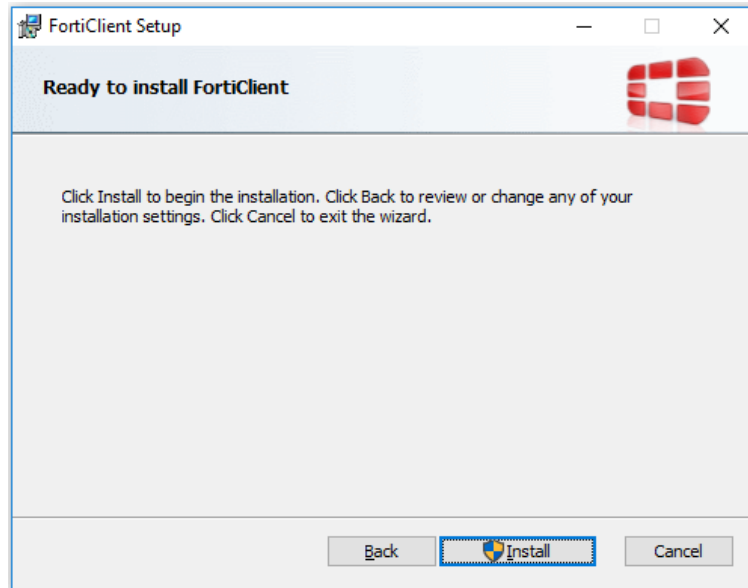 FortiClient Setup
Ready to install FortiClient
Click Install to begin the installation. Click Back to review or change any of your
installation settings. Click Cancel to exit the wizard.
Back Install Cancel